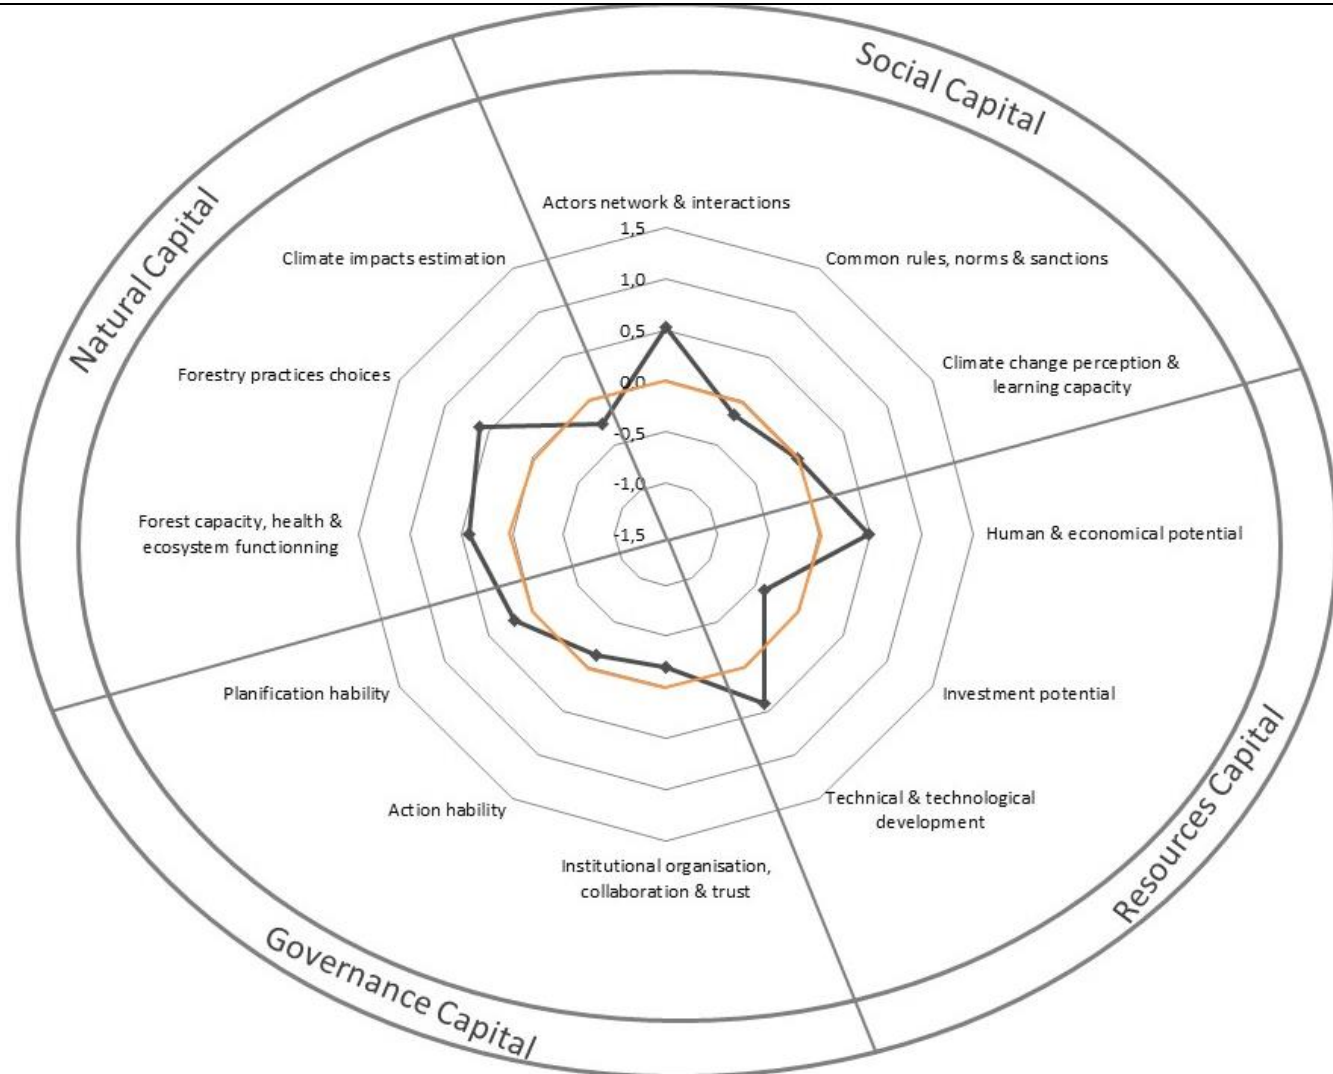 Social Capital
Natural Capital
Actors network & interactions
1,5
Climate impacts estimation
Common rules, norms & sanctions
1,0
0,5
Forestry practices choices
0,0
Climate change perception &
learning capacity
-0,5
-1,0
Forest capacity, health &
ecosystem functionning
-1,5
Human & economical potential
Planification hability
Investment potential
Action hability
Technical & technological
development
Institutional organisation,
collaboration & trust
Resources Capital
Governance Capital